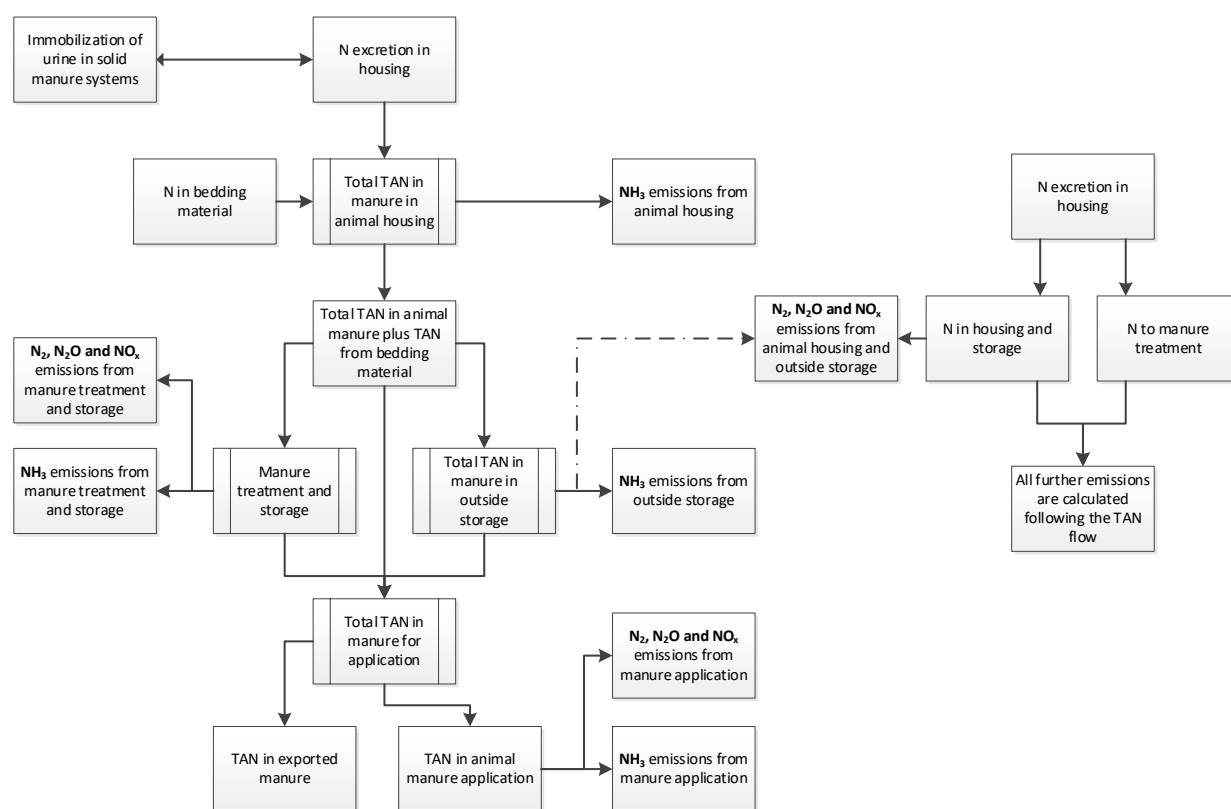 Immobilization of
urine in solid
manure systems
N excretion in
housing
N in bedding
material
Total TAN in
manure in
animal housing
NH₃ emissions from
animal housing
N excretion in
housing
Total TAN in animal
manure plus TAN
from bedding
material
N₂, N₂O and NOₓ
emissions from
animal housing and
outside storage
N in housing and
storage
N to manure
treatment
N₂, N₂O and NOₓ
emissions from
manure treatment
and storage
NH₃ emissions from
manure treatment
and storage
Manure
treatment and
storage
Total TAN in
manure in
outside
storage
NH₃ emissions from
outside storage
All further emissions
are calculated
following the TAN
flow
Total TAN in
manure for
application
N₂, N₂O and NOₓ
emissions from
manure application
TAN in exported
manure
TAN in animal
manure application
NH₃ emissions from
manure application